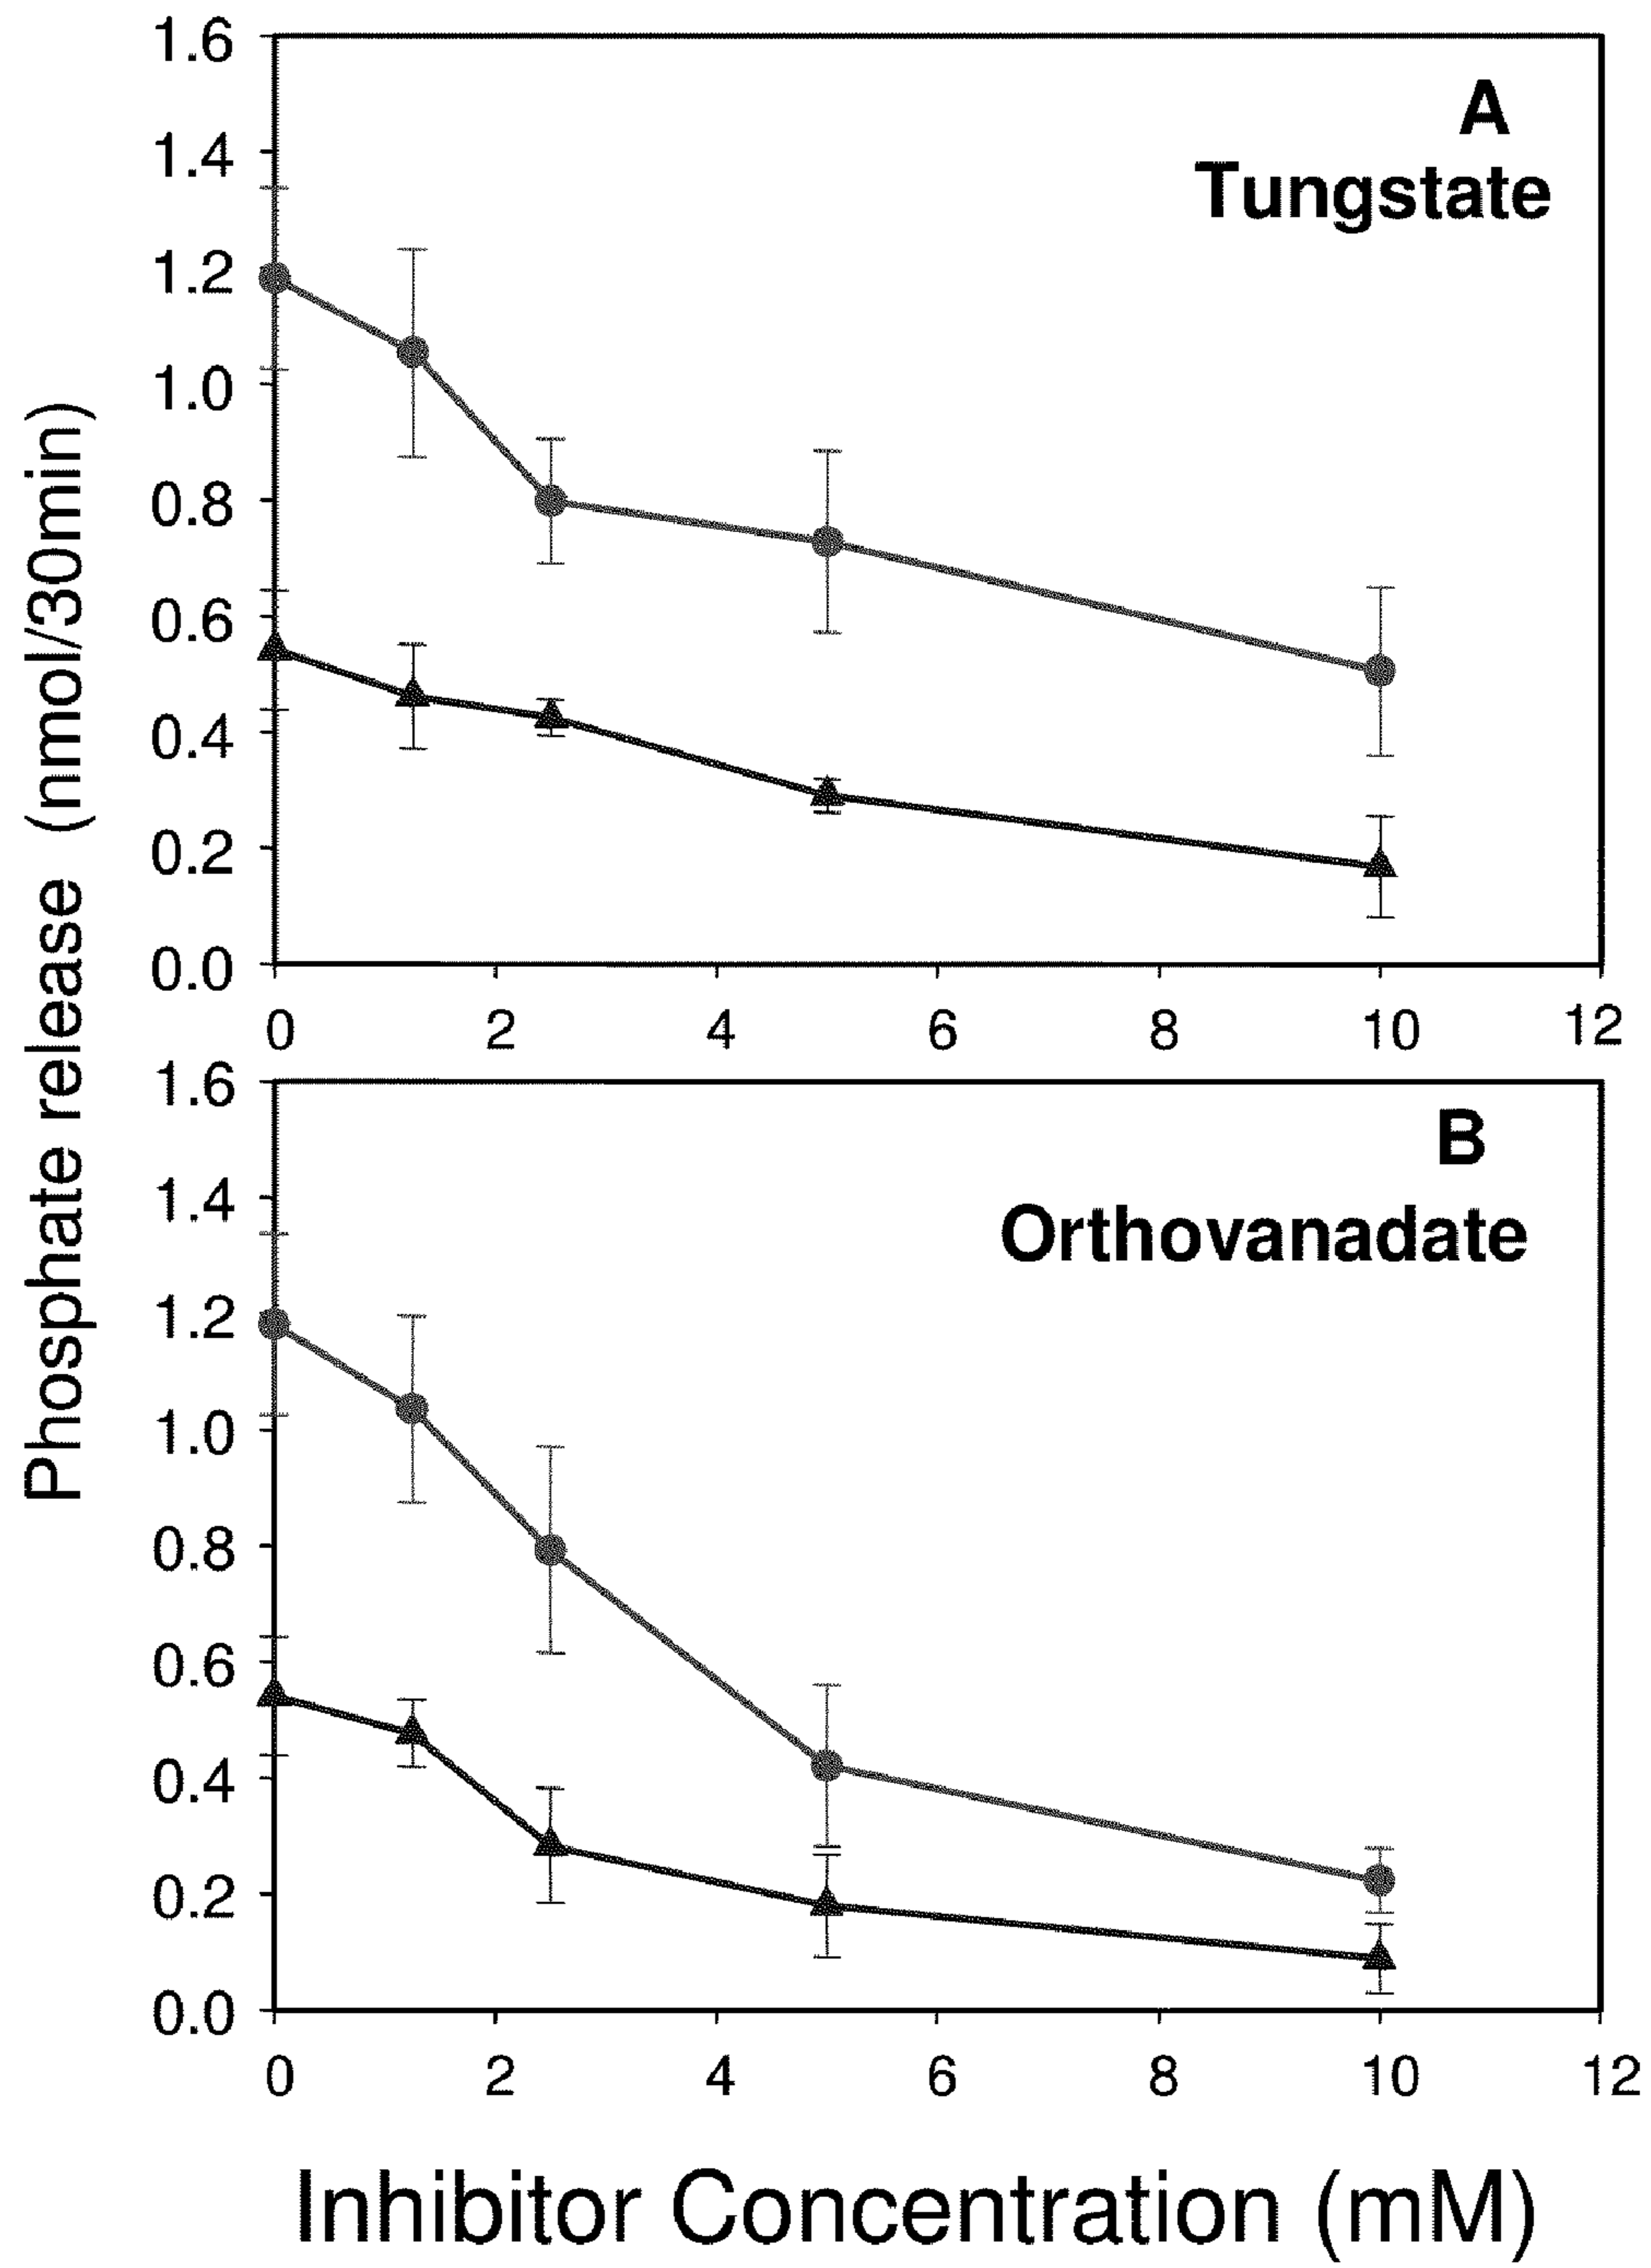 Phosphate release (nmol/30min)
1.6
1.4
1.2
1.0
0.8
0.6
0.4
0.2
0.0
A
Tungstate
0 2 4 6 8 10 12
1.6
1.4
1.2
1.0
0.8
0.6
0.4
0.2
0.0
B
Orthovanadate
0 2 4 6 8 10 12
Inhibitor Concentration (mM)